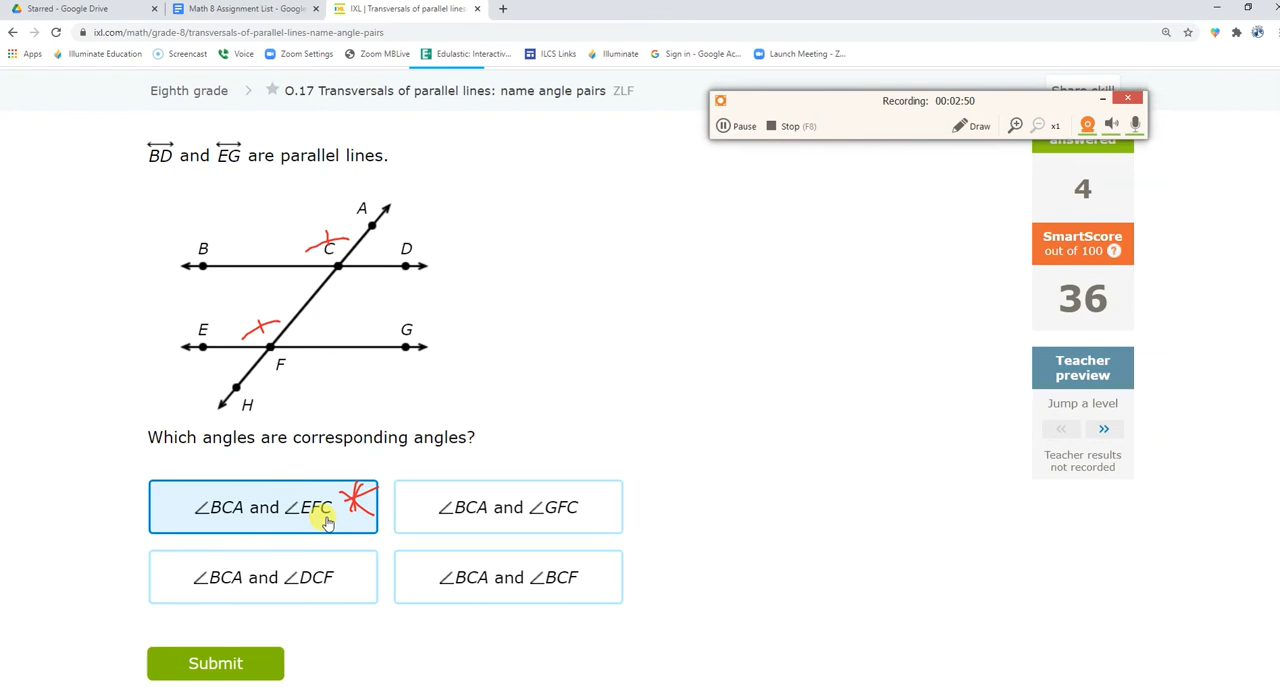 Starred - Google Drive
Math 8 Assignment List - Google
IXL | Transversals of parallel lines
ixl.com/math/grade-8/transversals-of-parallel-lines-name-angle-pairs
Apps
Illuminate Education
Screencast
Voice
Zoom Settings
Zoom MBLive
Edulastic: Interactiv...
ILCS Links
Illuminate
Sign in - Google Ac...
Launch Meeting - Z...
Eighth grade
O.17 Transversals of parallel lines: name angle pairs ZLF
Share skill
Recording: 00:02:50
Pause
Stop (F8)
Draw
x1
BD and EG are parallel lines.
A
B
C
D
E
G
F
H
answered
4
SmartScore
out of 100 ?
36
Teacher
preview
Jump a level
Teacher results
not recorded
Which angles are corresponding angles?
∠BCA and ∠EFC
∠BCA and ∠GFC
∠BCA and ∠DCF
∠BCA and ∠BCF
Submit